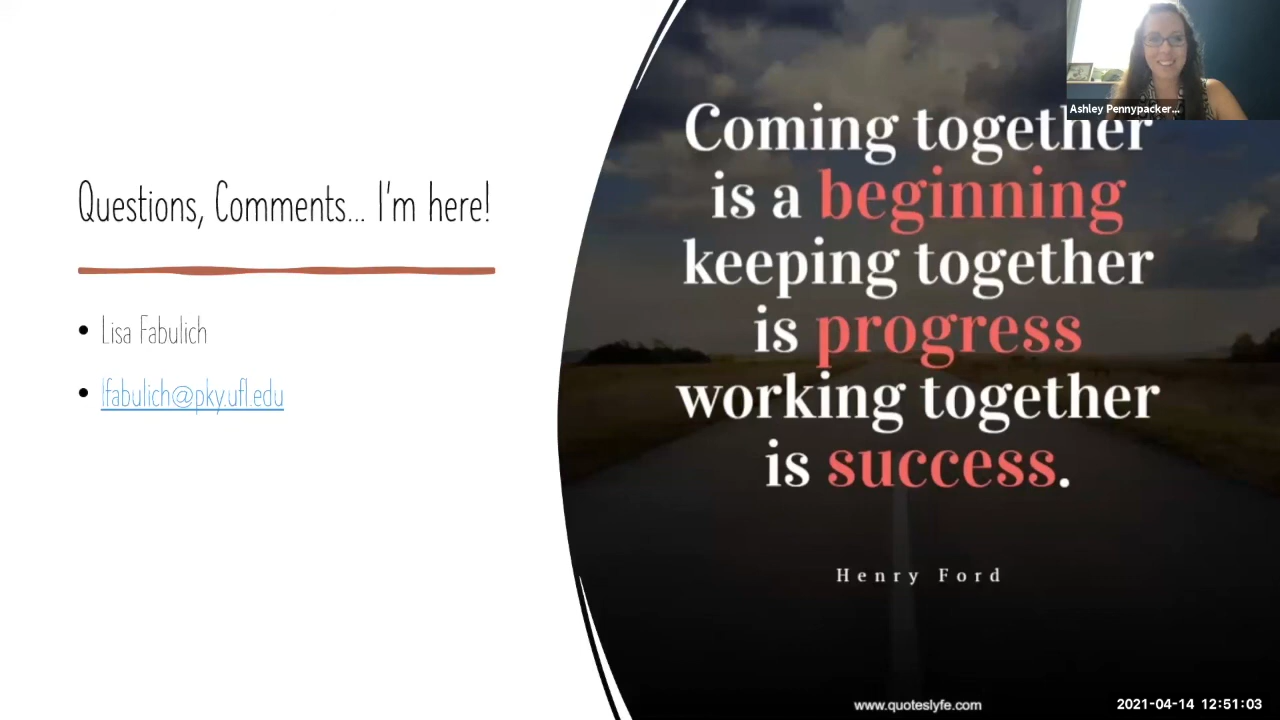 Questions, Comments... I'm here!
Lisa Fabulich
lfabulich@pky.ufl.edu
Ashley Pennypacker...
Coming together
is a beginning
keeping together
is progress
working together
is success.
Henry Ford
www.quoteslyfe.com
2021-04-14 12:51:03